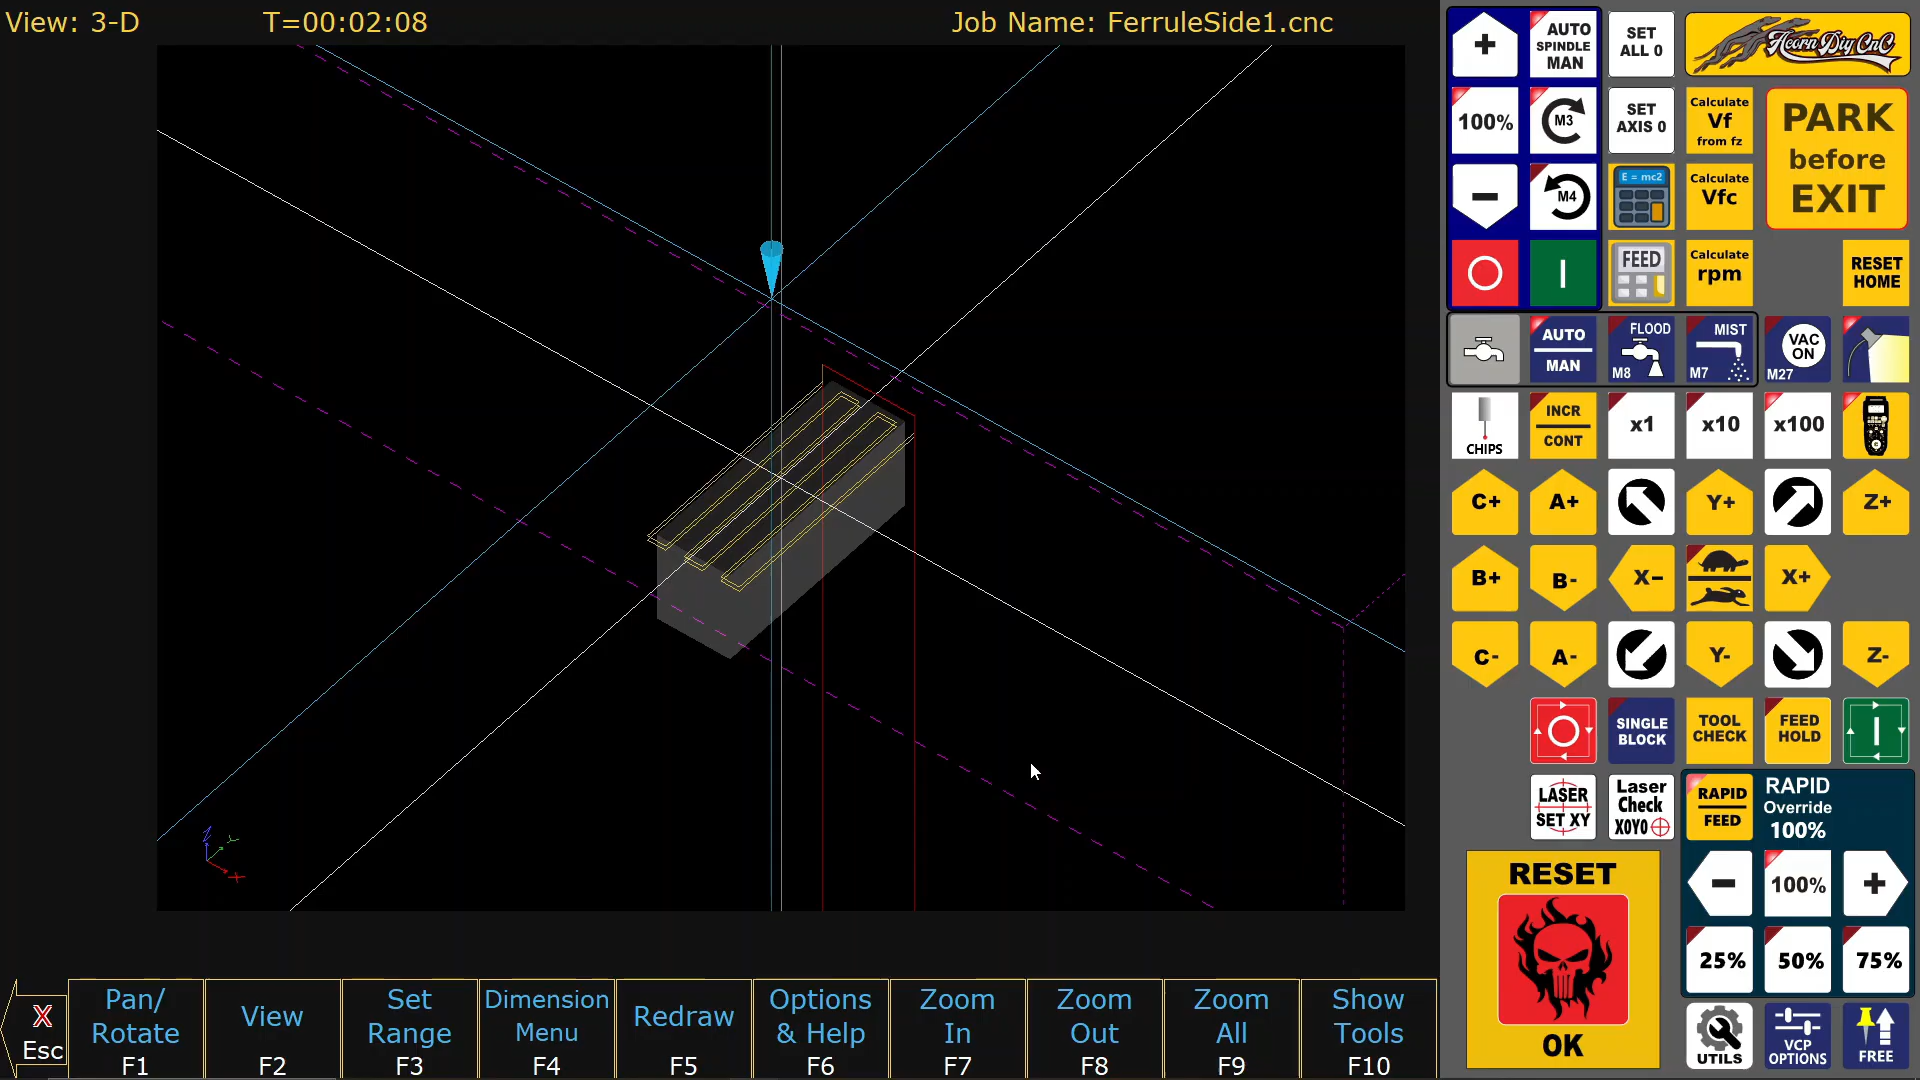 View: 3-D
T=00:02:08
Job Name: FerruleSide1.cnc
X
Esc
Pan/
Rotate
F1
View
F2
Set
Range
F3
Dimension
Menu
F4
Redraw
F5
Options
& Help
F6
Zoom
In
F7
Zoom
Out
F8
Zoom
All
F9
Show
Tools
F10
+
AUTO
SPINDLE
MAN
SET
ALL 0
Acorn Diy CnC
100%
M3
SET
AXIS 0
Calculate
Vf
from fz
PARK
before
EXIT
−
M4
E = mc2
Calculate
Vfc
FEED
Calculate
rpm
RESET
HOME
AUTO
MAN
FLOOD
M8
MIST
M7
VAC
ON
M27
CHIPS
INCR
CONT
x1
x10
x100
C+
A+
Y+
Z+
B+
B-
X-
X+
C-
A-
Y-
Z-
SINGLE
BLOCK
TOOL
CHECK
FEED
HOLD
LASER
SET XY
Laser
Check
X0Y0
RAPID
FEED
RAPID
Override
100%
−
100%
+
25%
50%
75%
RESET
OK
UTILS
VCP
OPTIONS
FREE